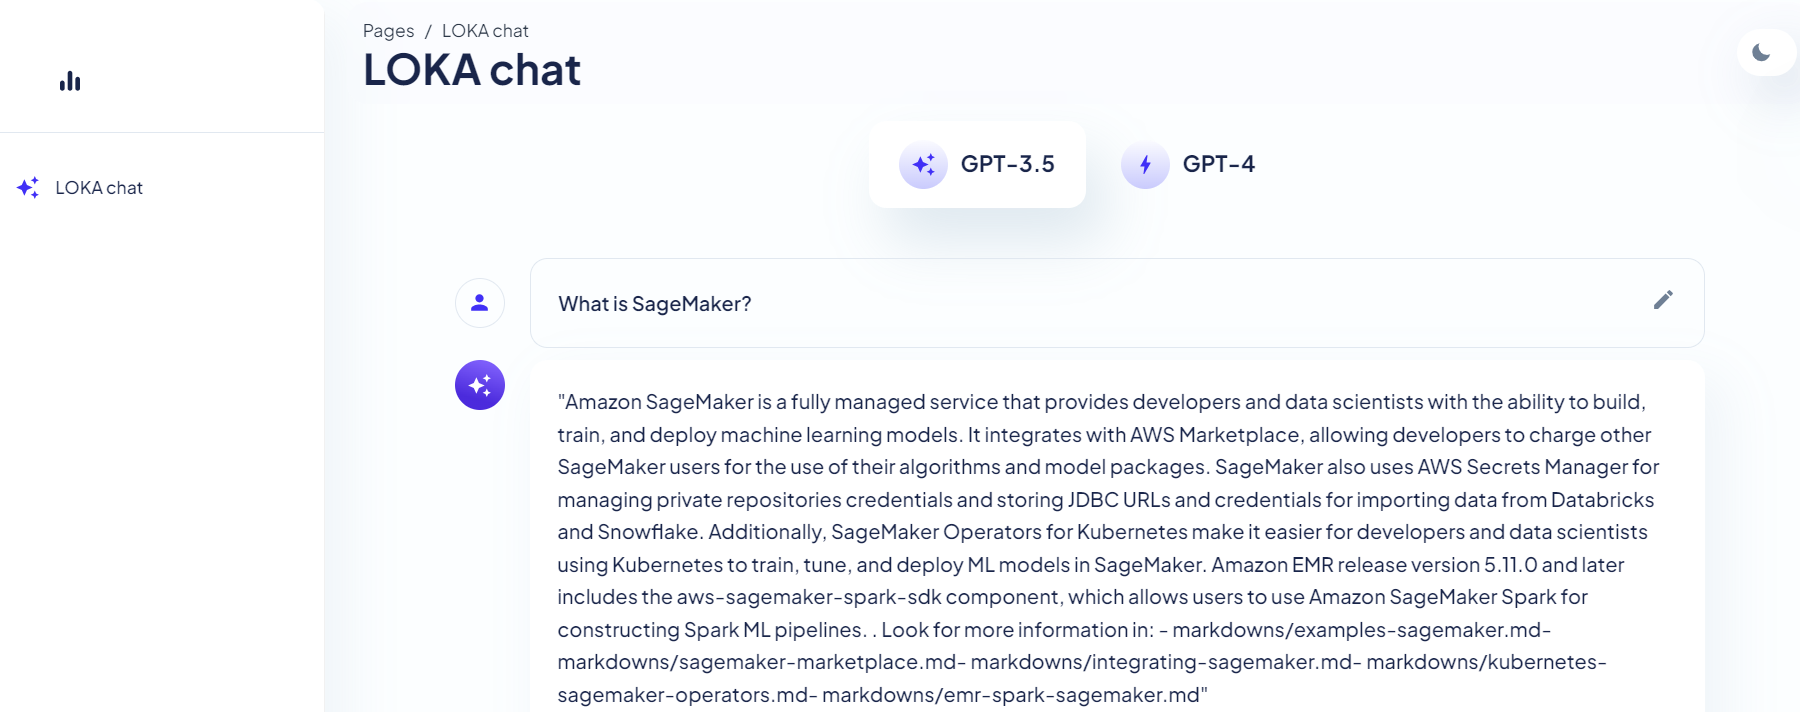 Pages / LOKA chat
LOKA chat
LOKA chat
GPT-3.5
GPT-4
What is SageMaker?
"Amazon SageMaker is a fully managed service that provides developers and data scientists with the ability to build,
train, and deploy machine learning models. It integrates with AWS Marketplace, allowing developers to charge other
SageMaker users for the use of their algorithms and model packages. SageMaker also uses AWS Secrets Manager for
managing private repositories credentials and storing JDBC URLs and credentials for importing data from Databricks
and Snowflake. Additionally, SageMaker Operators for Kubernetes make it easier for developers and data scientists
using Kubernetes to train, tune, and deploy ML models in SageMaker. Amazon EMR release version 5.11.0 and later
includes the aws-sagemaker-spark-sdk component, which allows users to use Amazon SageMaker Spark for
constructing Spark ML pipelines. . Look for more information in: - markdowns/examples-sagemaker.md-
markdowns/sagemaker-marketplace.md- markdowns/integrating-sagemaker.md- markdowns/kubernetes-
sagemaker-operators.md- markdowns/emr-spark-sagemaker.md"